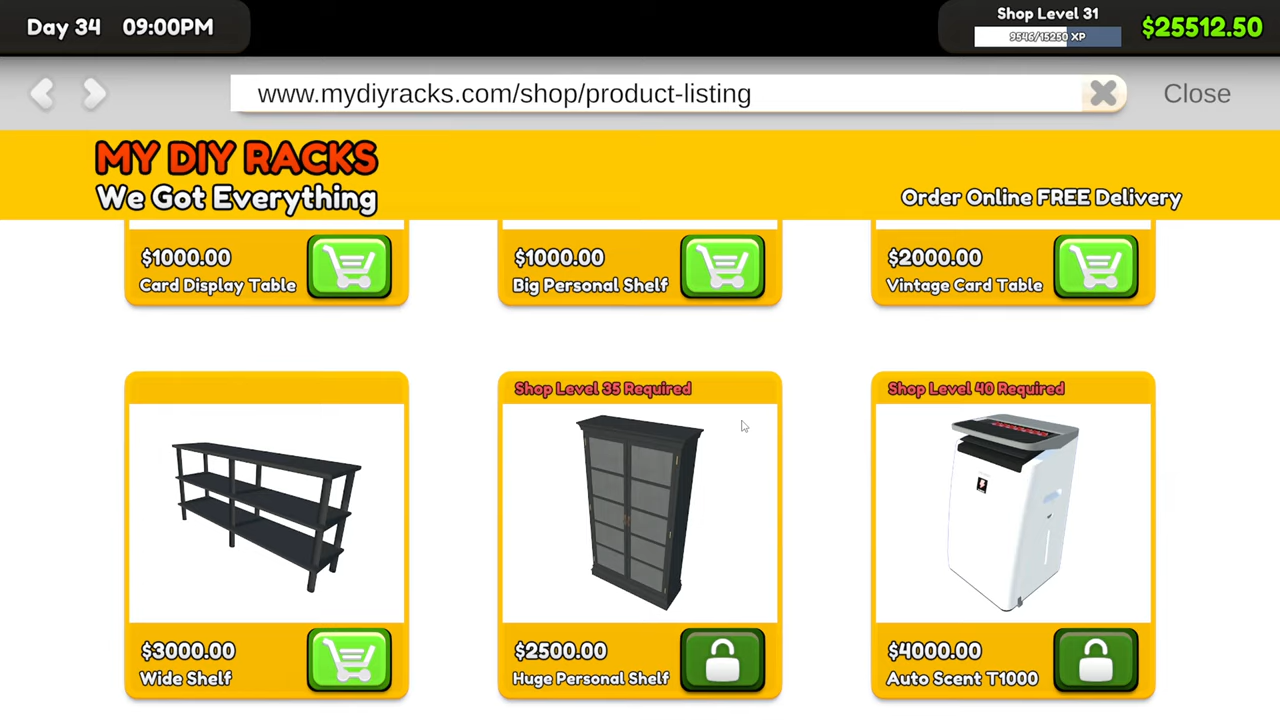 Day 34 09:00PM
Shop Level 31
9546/15250 XP
$25512.50
www.mydiyracks.com/shop/product-listing
Close
MY DIY RACKS
We Got Everything
Order Online FREE Delivery
$1000.00
Card Display Table
$1000.00
Big Personal Shelf
$2000.00
Vintage Card Table
$3000.00
Wide Shelf
Shop Level 35 Required
$2500.00
Huge Personal Shelf
Shop Level 40 Required
$4000.00
Auto Scent T1000